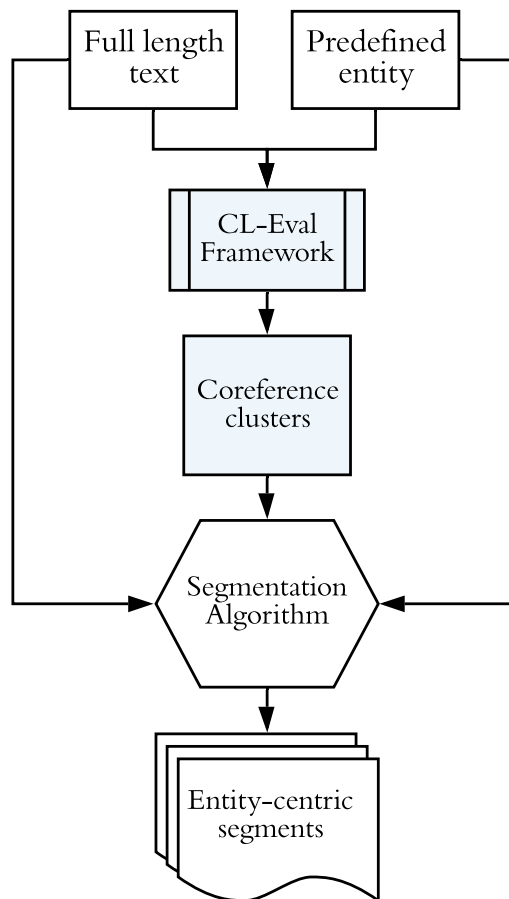 Full length
text
Predefined
entity
CL-Eval
Framework
Coreference
clusters
Segmentation
Algorithm
Entity-centric
segments